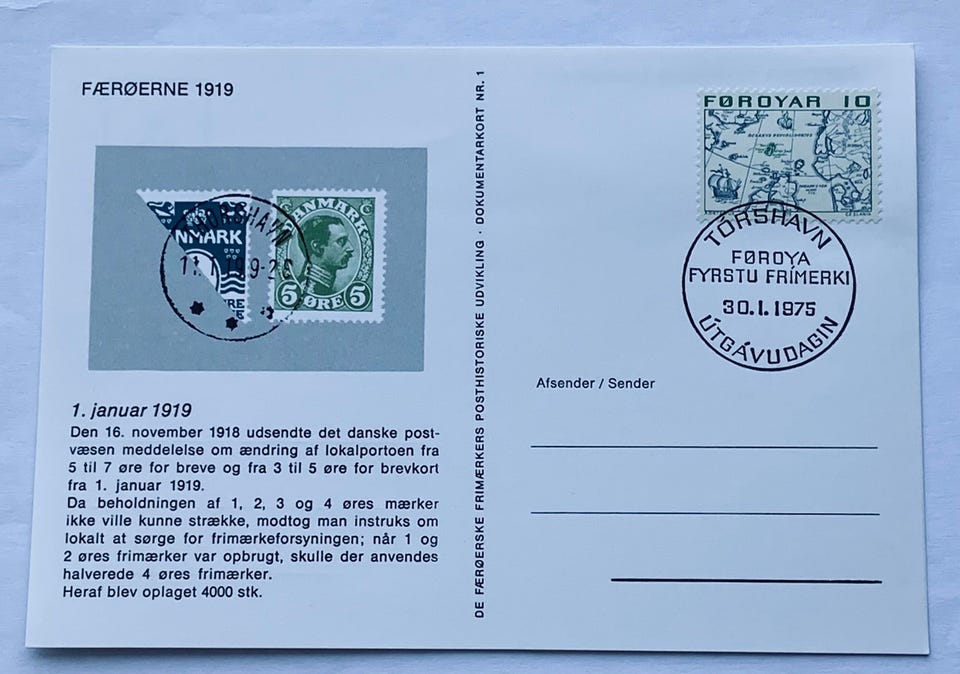 FÆRØERNE 1919
THORSHAVN
NMARK
DANMARK
5 ØRE 5
1. januar 1919
Den 16. november 1918 udsendte det danske post-
væsen meddelelse om ændring af lokalportoen fra
5 til 7 øre for breve og fra 3 til 5 øre for brevkort
fra 1. januar 1919.
Da beholdningen af 1, 2, 3 og 4 øres mærker
ikke ville kunne strække, modtog man instruks om
lokalt at sørge for frimærkeforsyningen; når 1 og
2 øres frimærker var opbrugt, skulle der anvendes
halverede 4 øres frimærker.
Heraf blev oplaget 4000 stk.
DE FÆRØERSKE FRIMÆRKERS POSTHISTORISKE UDVIKLING · DOKUMENTARKORT NR. 1
FØROYAR 10
TÓRSHAVN
FØROYA
FYRSTU FRÍMERKI
30.1.1975
ÚTGÁVUDAGIN
Afsender / Sender